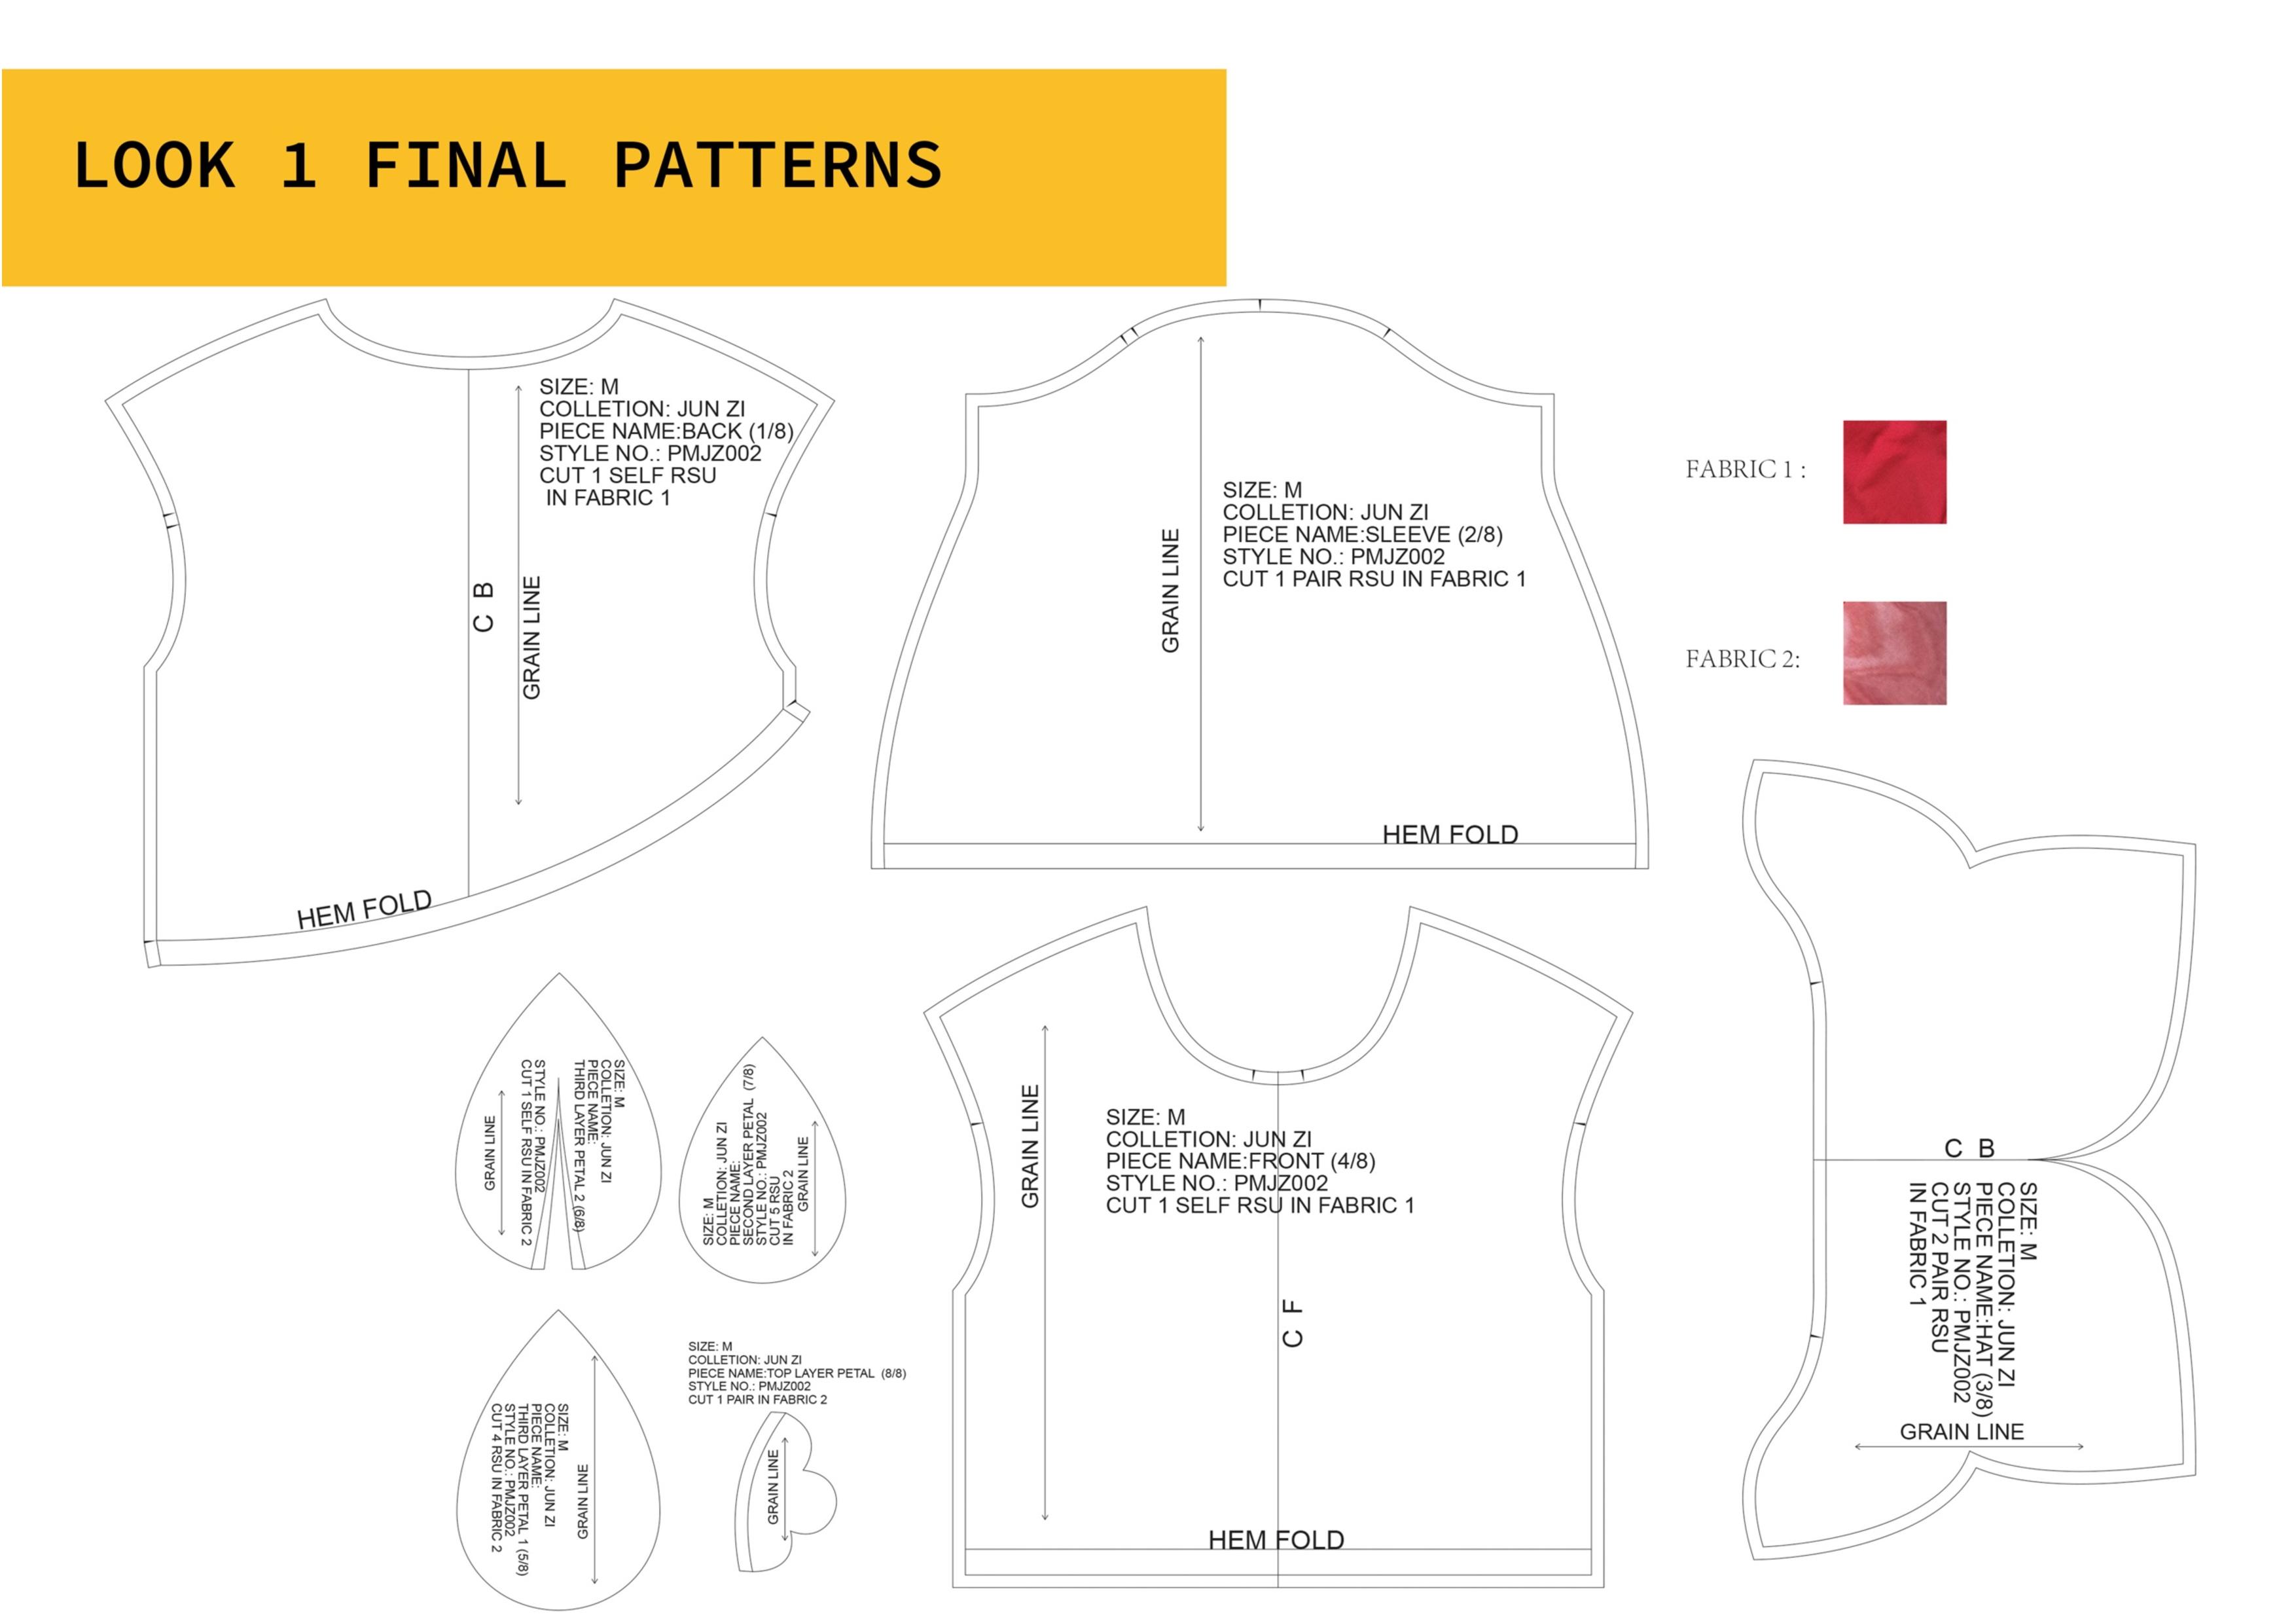 LOOK 1 FINAL PATTERNS
SIZE: M
COLLETION: JUN ZI
PIECE NAME:BACK (1/8)
STYLE NO.: PMJZ002
CUT 1 SELF RSU
IN FABRIC 1
C B
GRAIN LINE
HEM FOLD
GRAIN LINE
SIZE: M
COLLETION: JUN ZI
PIECE NAME:SLEEVE (2/8)
STYLE NO.: PMJZ002
CUT 1 PAIR RSU IN FABRIC 1
HEM FOLD
FABRIC 1 :
FABRIC 2:
C B
SIZE: M
COLLETION: JUN ZI
PIECE NAME:HAT (3/8)
STYLE NO.: PMJZ002
CUT 2 PAIR RSU
IN FABRIC 1
GRAIN LINE
GRAIN LINE
SIZE: M
COLLETION: JUN ZI
PIECE NAME:FRONT (4/8)
STYLE NO.: PMJZ002
CUT 1 SELF RSU IN FABRIC 1
C F
HEM FOLD
SIZE: M
COLLETION: JUN ZI
PIECE NAME:
THIRD LAYER PETAL 2 (6/8)
STYLE NO.: PMJZ002
CUT 1 SELF RSU IN FABRIC 2
GRAIN LINE
SIZE: M
COLLETION: JUN ZI
PIECE NAME:
SECOND LAYER PETAL (7/8)
STYLE NO.: PMJZ002
CUT 5 RSU
IN FABRIC 2
GRAIN LINE
SIZE: M
COLLETION: JUN ZI
PIECE NAME:
THIRD LAYER PETAL 1 (5/8)
STYLE NO.: PMJZ002
CUT 4 RSU IN FABRIC 2
GRAIN LINE
SIZE: M
COLLETION: JUN ZI
PIECE NAME:TOP LAYER PETAL (8/8)
STYLE NO.: PMJZ002
CUT 1 PAIR IN FABRIC 2
GRAIN LINE